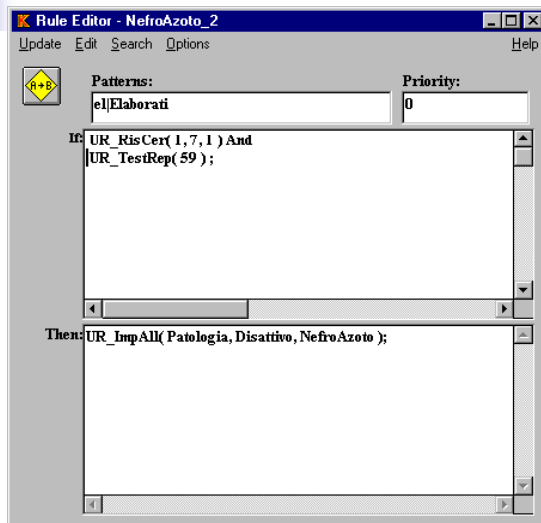 K Rule Editor - NefroAzoto_2
Update Edit Search Options Help
A→B
Patterns: Priority:
el|Elaborati 0
If: UR_RisCer( 1, 7, 1 ) And
UR_TestRep( 59 ) ;
Then: UR_ImpAll( Patologia, Disattivo, NefroAzoto );